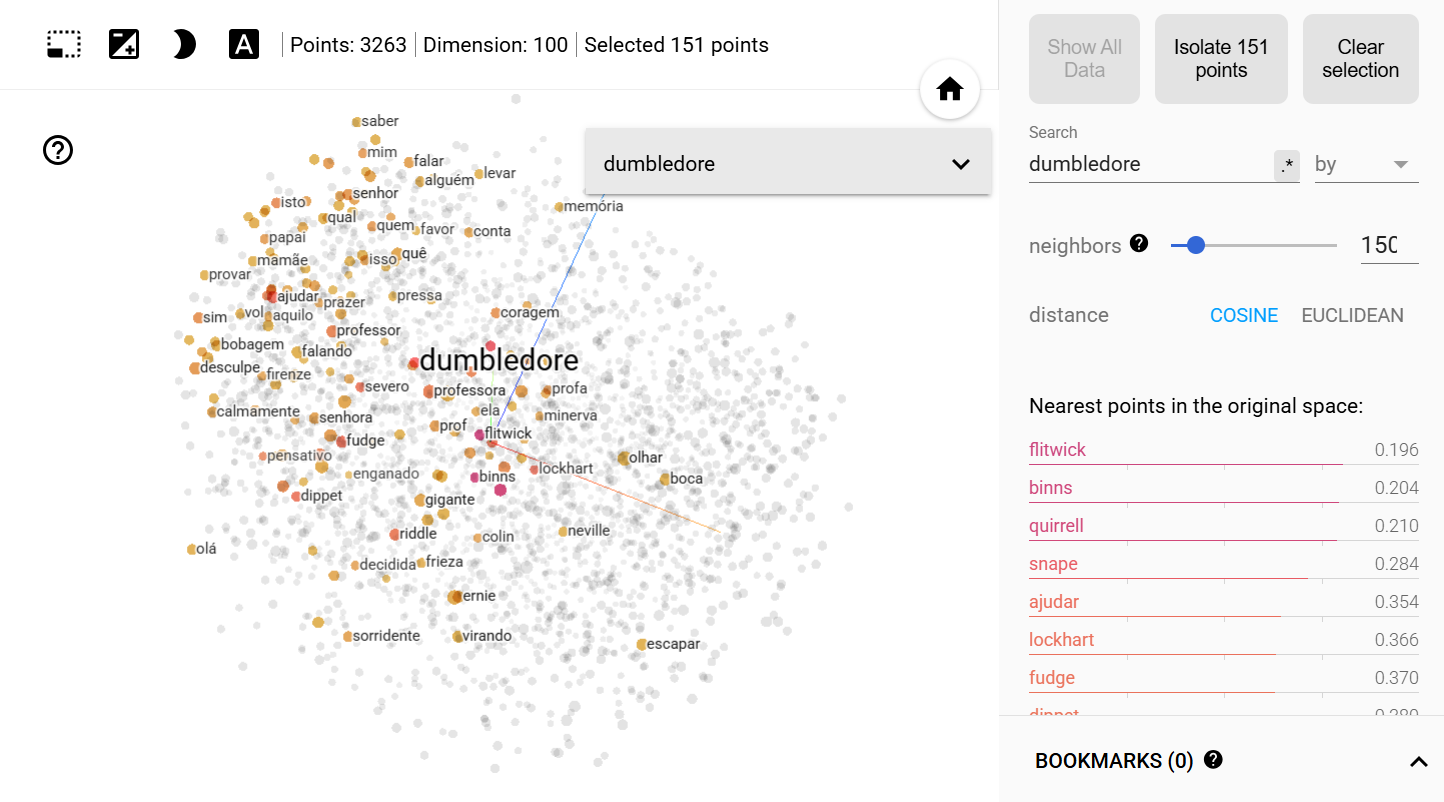 A
Points: 3263 Dimension: 100 Selected 151 points
Show All Data
Isolate 151 points
Clear selection
dumbledore
Search
dumbledore
.*
by
neighbors
150
distance
COSINE
EUCLIDEAN
Nearest points in the original space:
flitwick 0.196
binns 0.204
quirrell 0.210
snape 0.284
ajudar 0.354
lockhart 0.366
fudge 0.370
dippet 0.389
BOOKMARKS (0)
saber
mim
falar
alguém
levar
senhor
isto
memória
qual
quem
favor
conta
papai
isso
quê
mamãe
provar
ajudar
prazer
pressa
sim
vol
aquilo
coragem
professor
bobagem
falando
dumbledore
desculpe
firenze
severo
professora
profa
calmamente
senhora
ela
minerva
prof
flitwick
fudge
pensativo
enganado
binns
lockhart
olhar
boca
dippet
gigante
riddle
colin
neville
olá
decidida
frieza
ernie
sorridente
virando
escapar